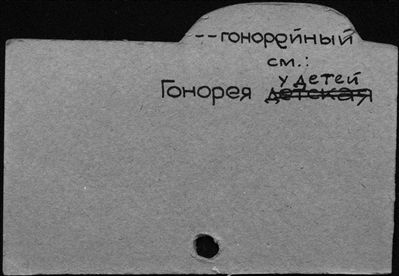 --гонорейный
см.:
у детей
Гонорея детская